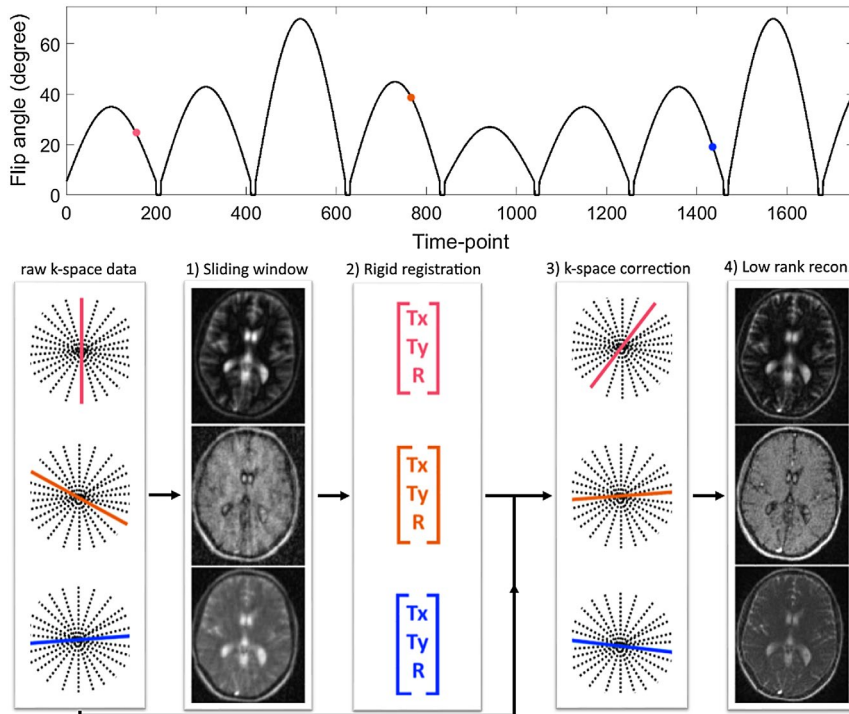 Flip angle (degree)
60
40
20
0
0 200 400 600 800 1000 1200 1400 1600
Time-point
raw k-space data 1) Sliding window 2) Rigid registration 3) k-space correction 4) Low rank recon.
Tx
Ty
R
Tx
Ty
R
Tx
Ty
R